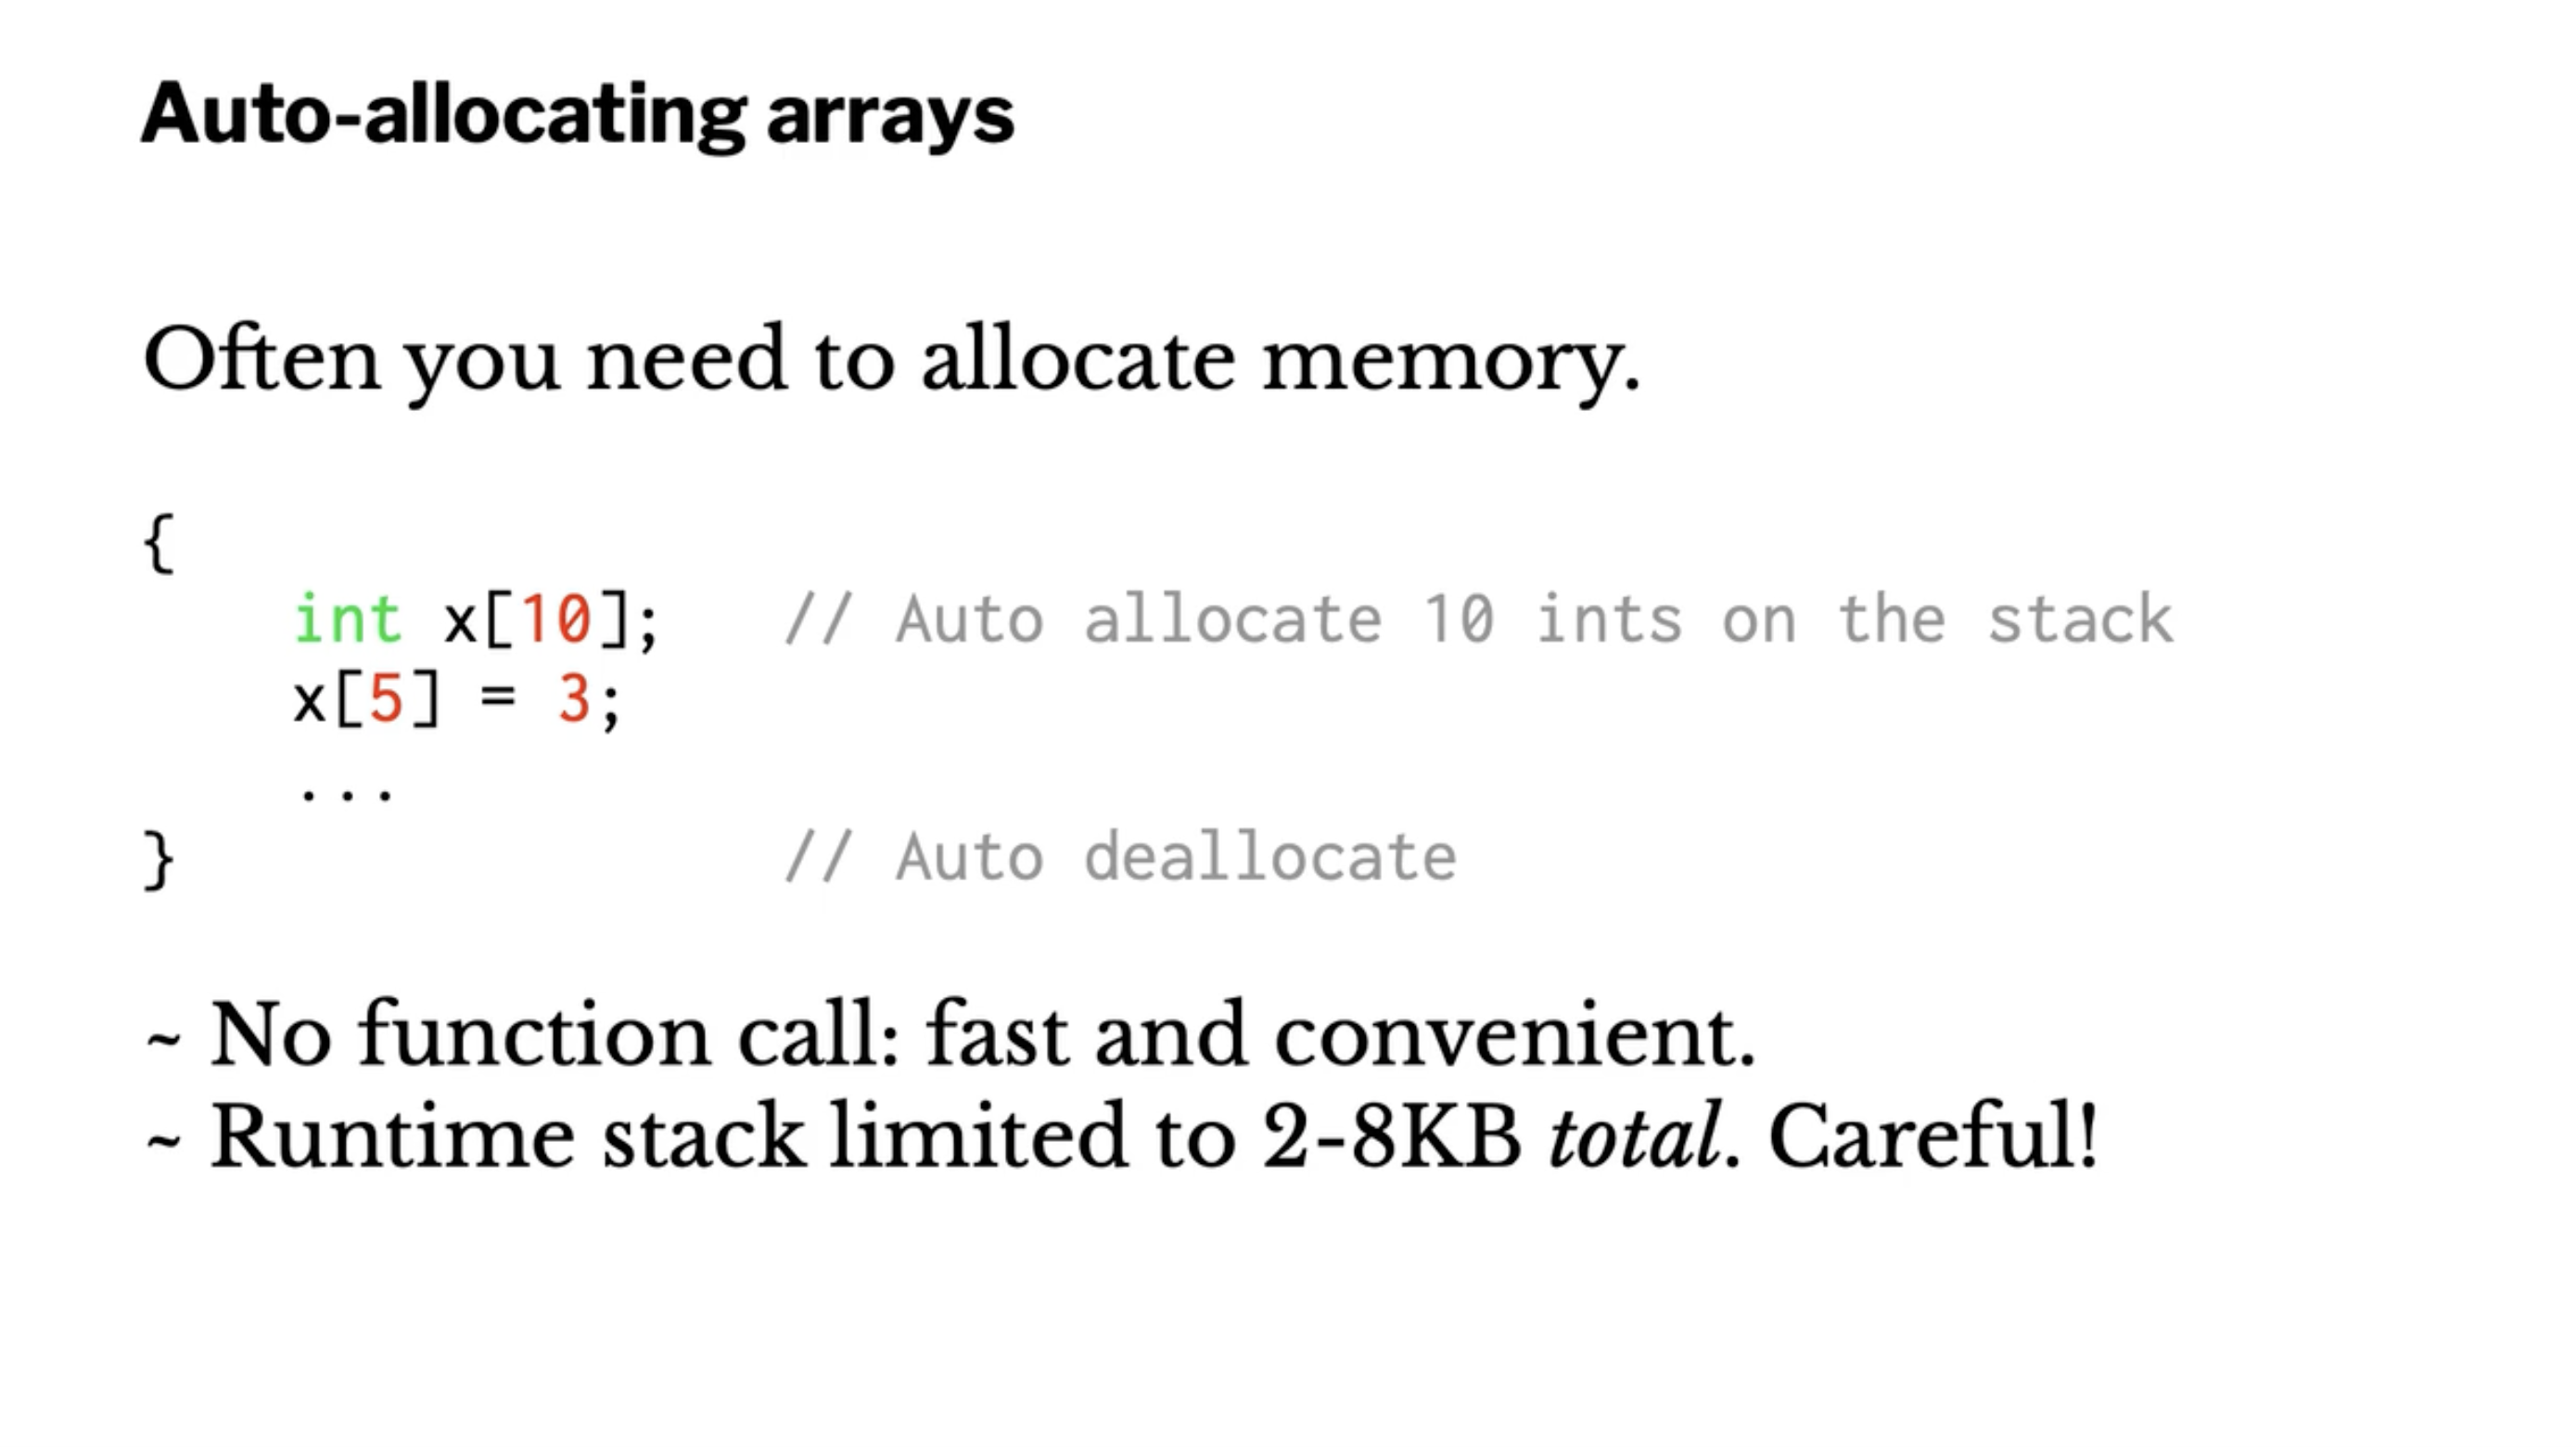 Auto-allocating arrays
Often you need to allocate memory.
{
int x[10]; // Auto allocate 10 ints on the stack
x[5] = 3;
...
} // Auto deallocate
~ No function call: fast and convenient.
~ Runtime stack limited to 2-8KB total. Careful!